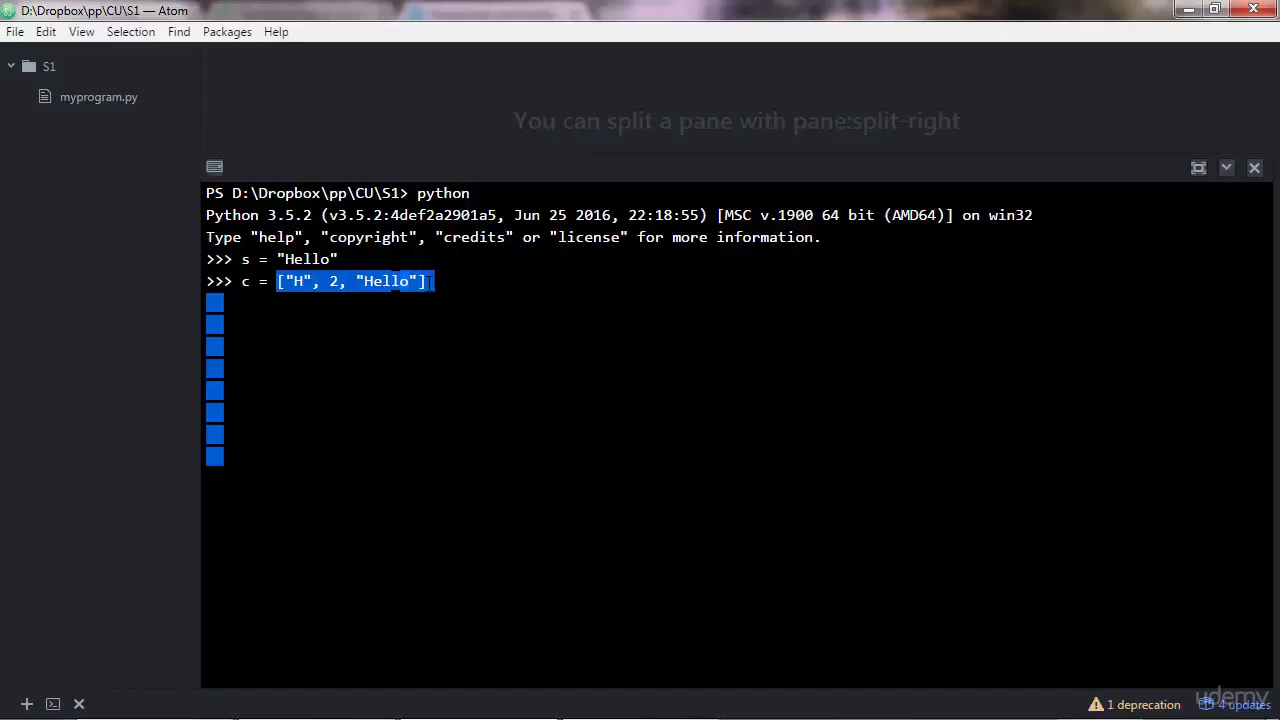 D:\Dropbox\pp\CU\S1 — Atom
File Edit View Selection Find Packages Help
S1
myprogram.py
You can split a pane with pane:split-right
PS D:\Dropbox\pp\CU\S1> python
Python 3.5.2 (v3.5.2:4def2a2901a5, Jun 25 2016, 22:18:55) [MSC v.1900 64 bit (AMD64)] on win32
Type "help", "copyright", "credits" or "license" for more information.
>>> s = "Hello"
>>> c = ["H", 2, "Hello"]
1 deprecation 4 updates
udemy